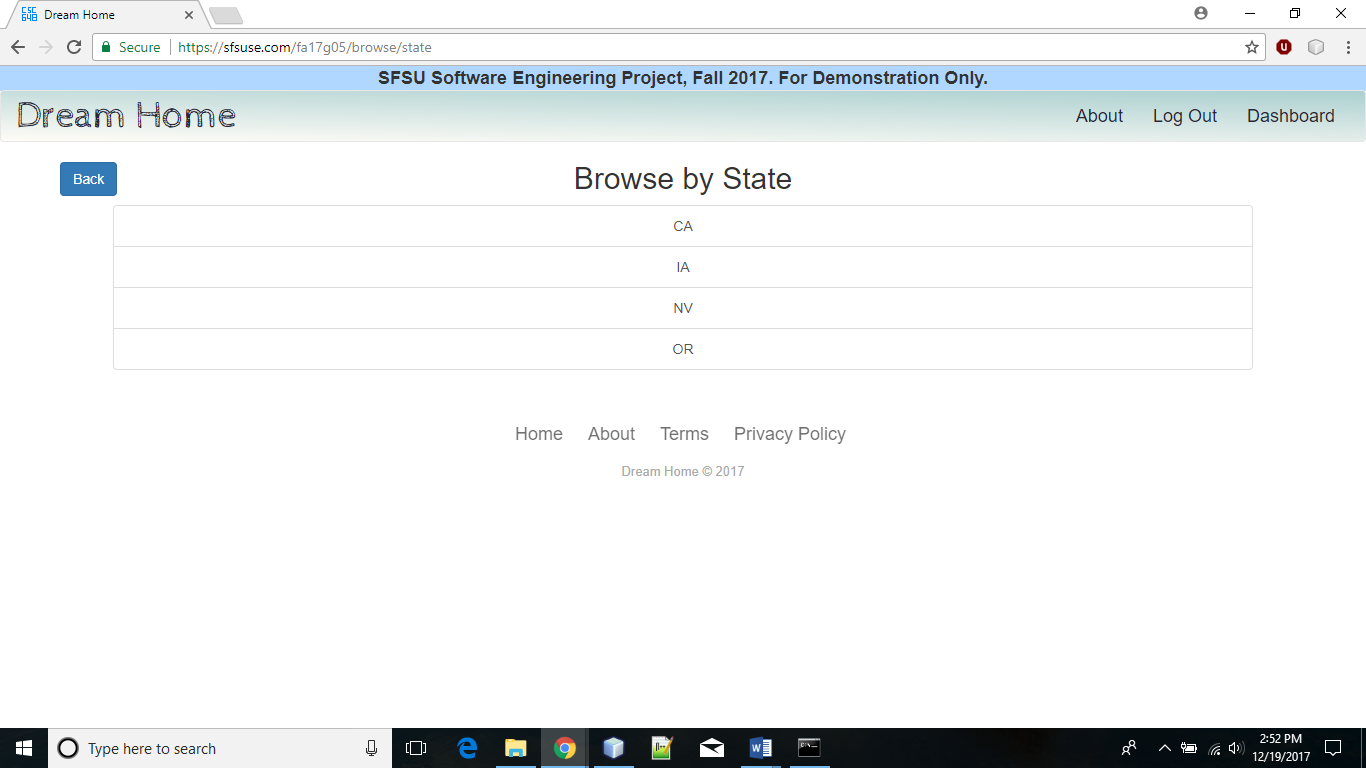 Dream Home
Secure https://sfsuse.com/fa17g05/browse/state
SFSU Software Engineering Project, Fall 2017. For Demonstration Only.
Dream Home About Log Out Dashboard
Back Browse by State
CA
IA
NV
OR
Home About Terms Privacy Policy
Dream Home © 2017
Type here to search
2:52 PM
12/19/2017